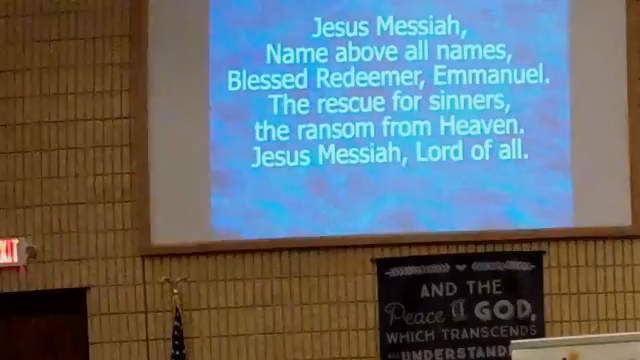 Jesus Messiah,
Name above all names,
Blessed Redeemer, Emmanuel.
The rescue for sinners,
the ransom from Heaven.
Jesus Messiah, Lord of all.
EXIT
AND THE
Peace of GOD,
WHICH TRANSCENDS